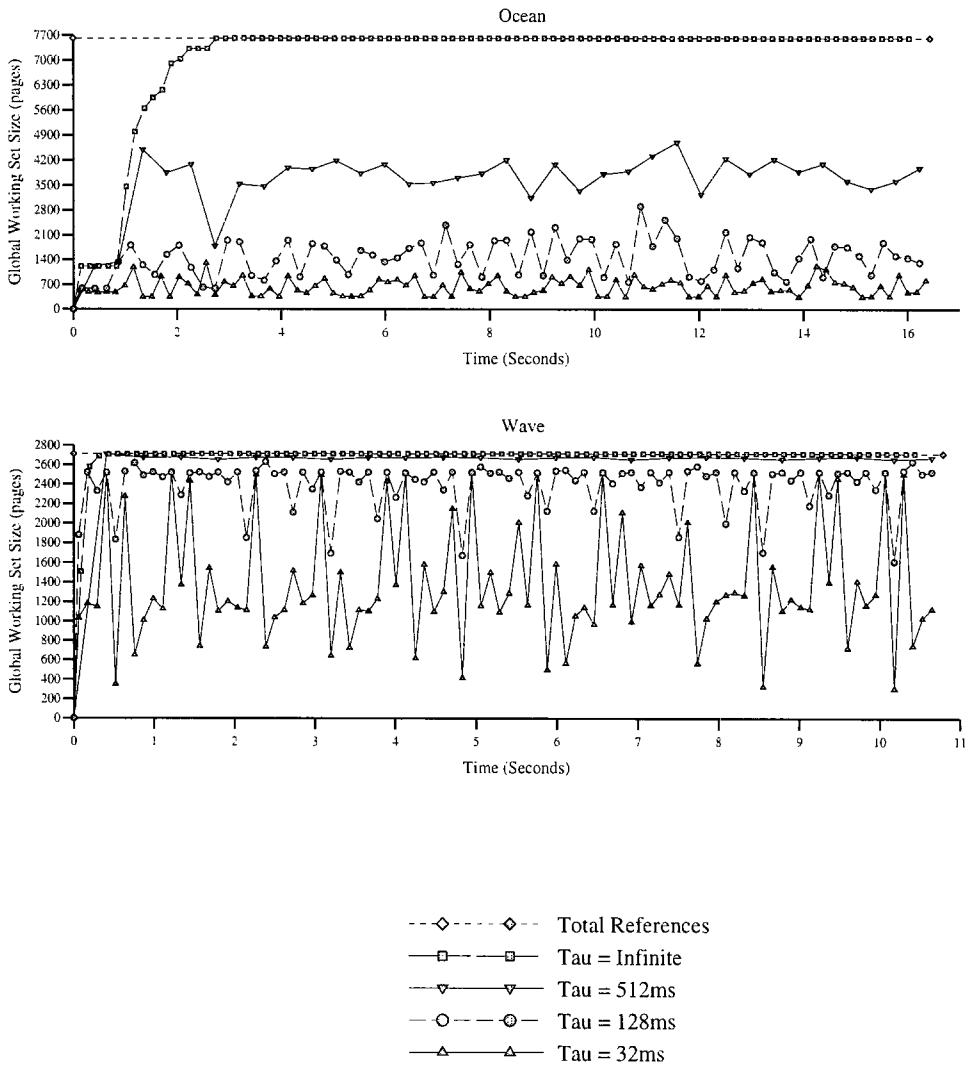 Ocean
Global Working Set Size (pages)
7700
7000
6300
5600
4900
4200
3500
2800
2100
1400
700
0
0 2 4 6 8 10 12 14 16
Time (Seconds)
Wave
Global Working Set Size (pages)
2800
2600
2400
2200
2000
1800
1600
1400
1200
1000
800
600
400
200
0
0 1 2 3 4 5 6 7 8 9 10 11
Time (Seconds)
Total References
Tau = Infinite
Tau = 512ms
Tau = 128ms
Tau = 32ms